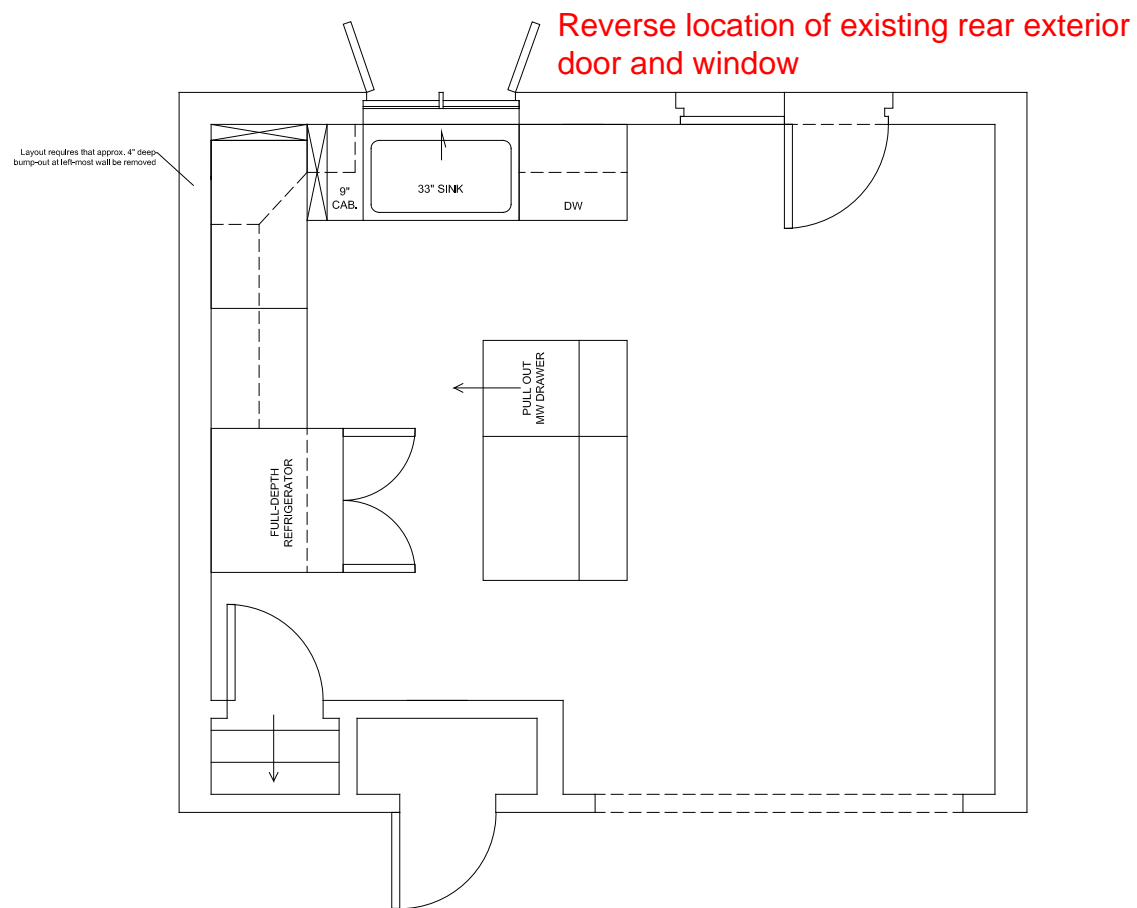 Reverse location of existing rear exterior
door and window
Layout requires that approx. 4" deep
bump-out at left-most wall be removed
9"
CAB.
33" SINK
DW
PULL OUT
MW DRAWER
FULL-DEPTH
REFRIGERATOR